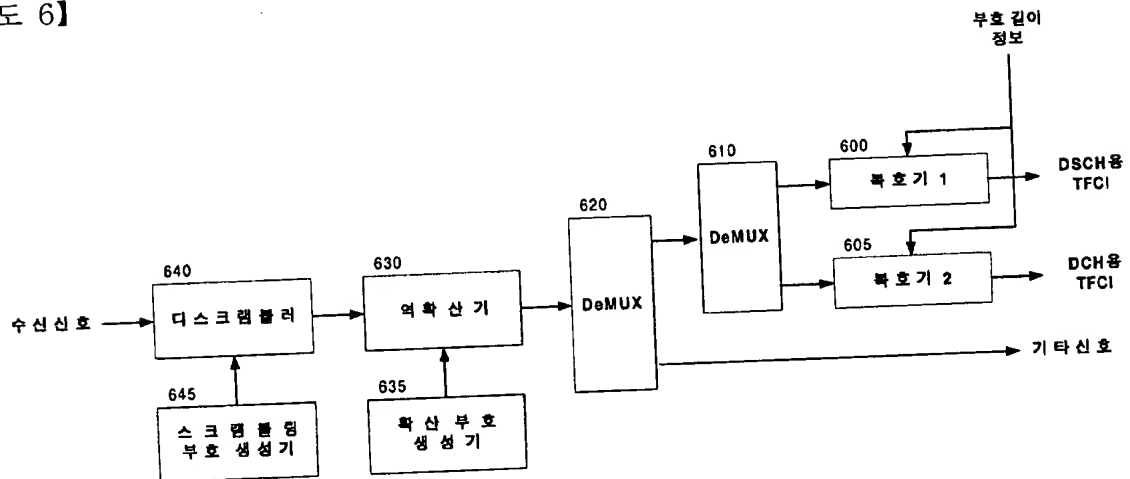 도 6】
부호 길이
정보
600
복호기 1
DSCH용
TFCI
610
DeMUX
620
DeMUX
605
복호기 2
DCH용
TFCI
640
디스크램블러
630
역확산기
수신신호
기타신호
645
스크램블링
부호 생성기
635
확산 부호
생성기